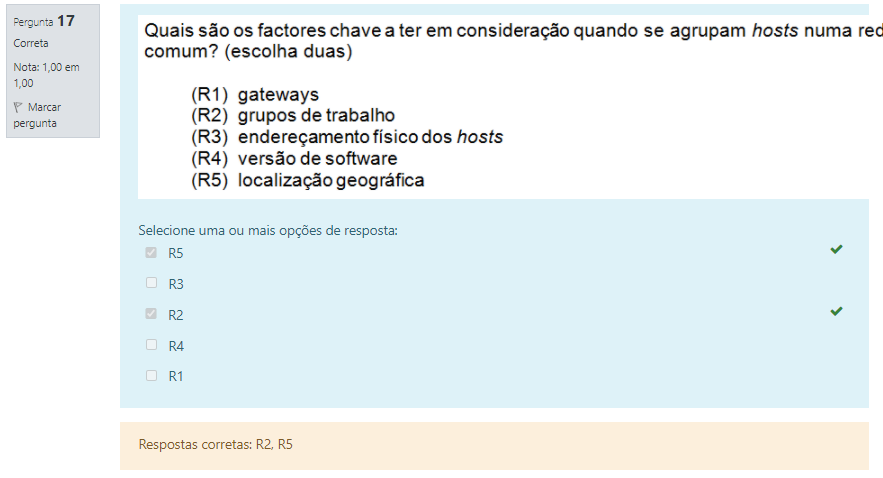 Pergunta 17
Correta
Nota: 1,00 em
1,00
Marcar
pergunta
Quais são os factores chave a ter em consideração quando se agrupam hosts numa red
comum? (escolha duas)
(R1) gateways
(R2) grupos de trabalho
(R3) endereçamento físico dos hosts
(R4) versão de software
(R5) localização geográfica
Selecione uma ou mais opções de resposta:
R5
R3
R2
R4
R1
Respostas corretas: R2, R5